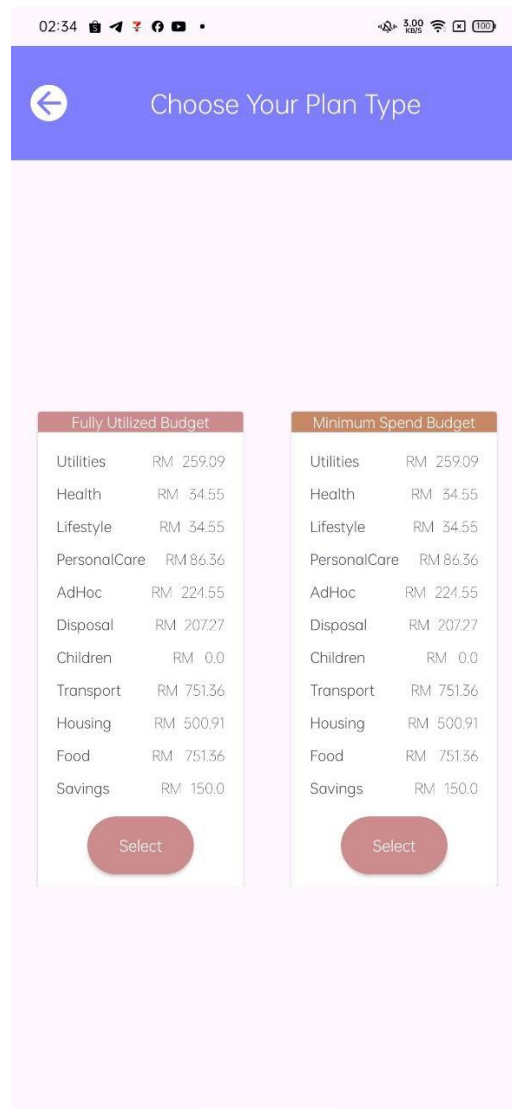 02:34
3.00
KB/S
100
Choose Your Plan Type
Fully Utilized Budget
Utilities RM 259.09
Health RM 34.55
Lifestyle RM 34.55
PersonalCare RM 86.36
AdHoc RM 224.55
Disposal RM 207.27
Children RM 0.0
Transport RM 751.36
Housing RM 500.91
Food RM 751.36
Savings RM 150.0
Select
Minimum Spend Budget
Utilities RM 259.09
Health RM 34.55
Lifestyle RM 34.55
PersonalCare RM 86.36
AdHoc RM 224.55
Disposal RM 207.27
Children RM 0.0
Transport RM 751.36
Housing RM 500.91
Food RM 751.36
Savings RM 150.0
Select